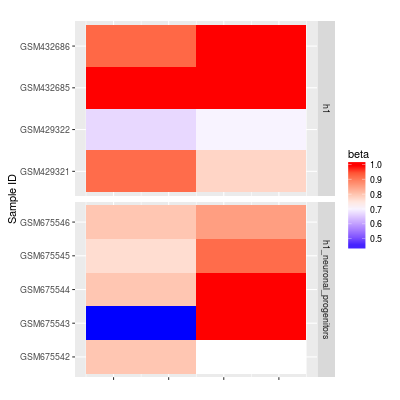 GSM432686
GSM432685
GSM429322
GSM429321
h1
GSM675546
GSM675545
GSM675544
GSM675543
GSM675542
h1_neuronal_progenitors
Sample ID
beta
1.0
0.9
0.8
0.7
0.6
0.5